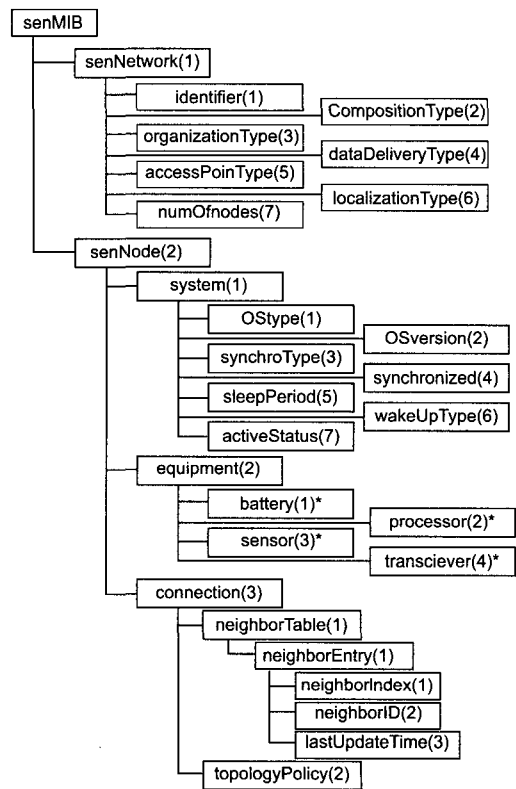 senMIB
senNetwork(1)
identifier(1)
CompositionType(2)
organizationType(3)
dataDeliveryType(4)
accessPoinType(5)
localizationType(6)
numOfnodes(7)
senNode(2)
system(1)
OStype(1)
OSversion(2)
synchroType(3)
synchronized(4)
sleepPeriod(5)
wakeUpType(6)
activeStatus(7)
equipment(2)
battery(1)*
processor(2)*
sensor(3)*
transciever(4)*
connection(3)
neighborTable(1)
neighborEntry(1)
neighborIndex(1)
neighborID(2)
lastUpdateTime(3)
topologyPolicy(2)